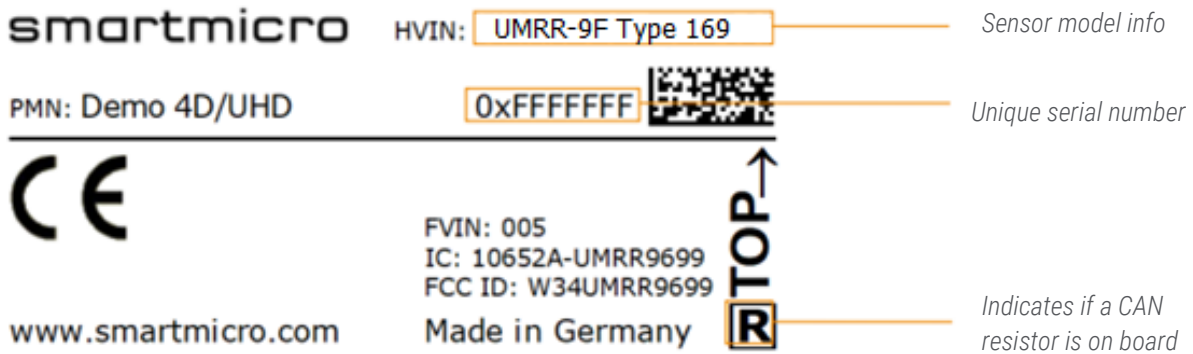 smartmicro HVIN: UMRR-9F Type 169 Sensor model info
PMN: Demo 4D/UHD 0xFFFFFFF Unique serial number
CE
TOP
FVIN: 005
IC: 10652A-UMRR9699
FCC ID: W34UMRR9699
www.smartmicro.com Made in Germany R
Indicates if a CAN
resistor is on board